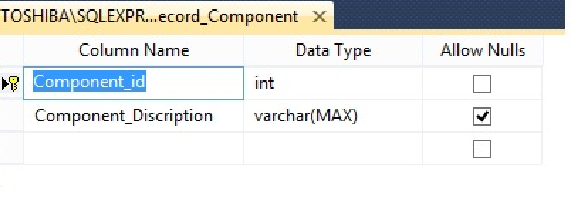 TOSHIBA\SQLEXPR...ecord_Component
Column Name Data Type Allow Nulls
Component_id int
Component_Discription varchar(MAX)